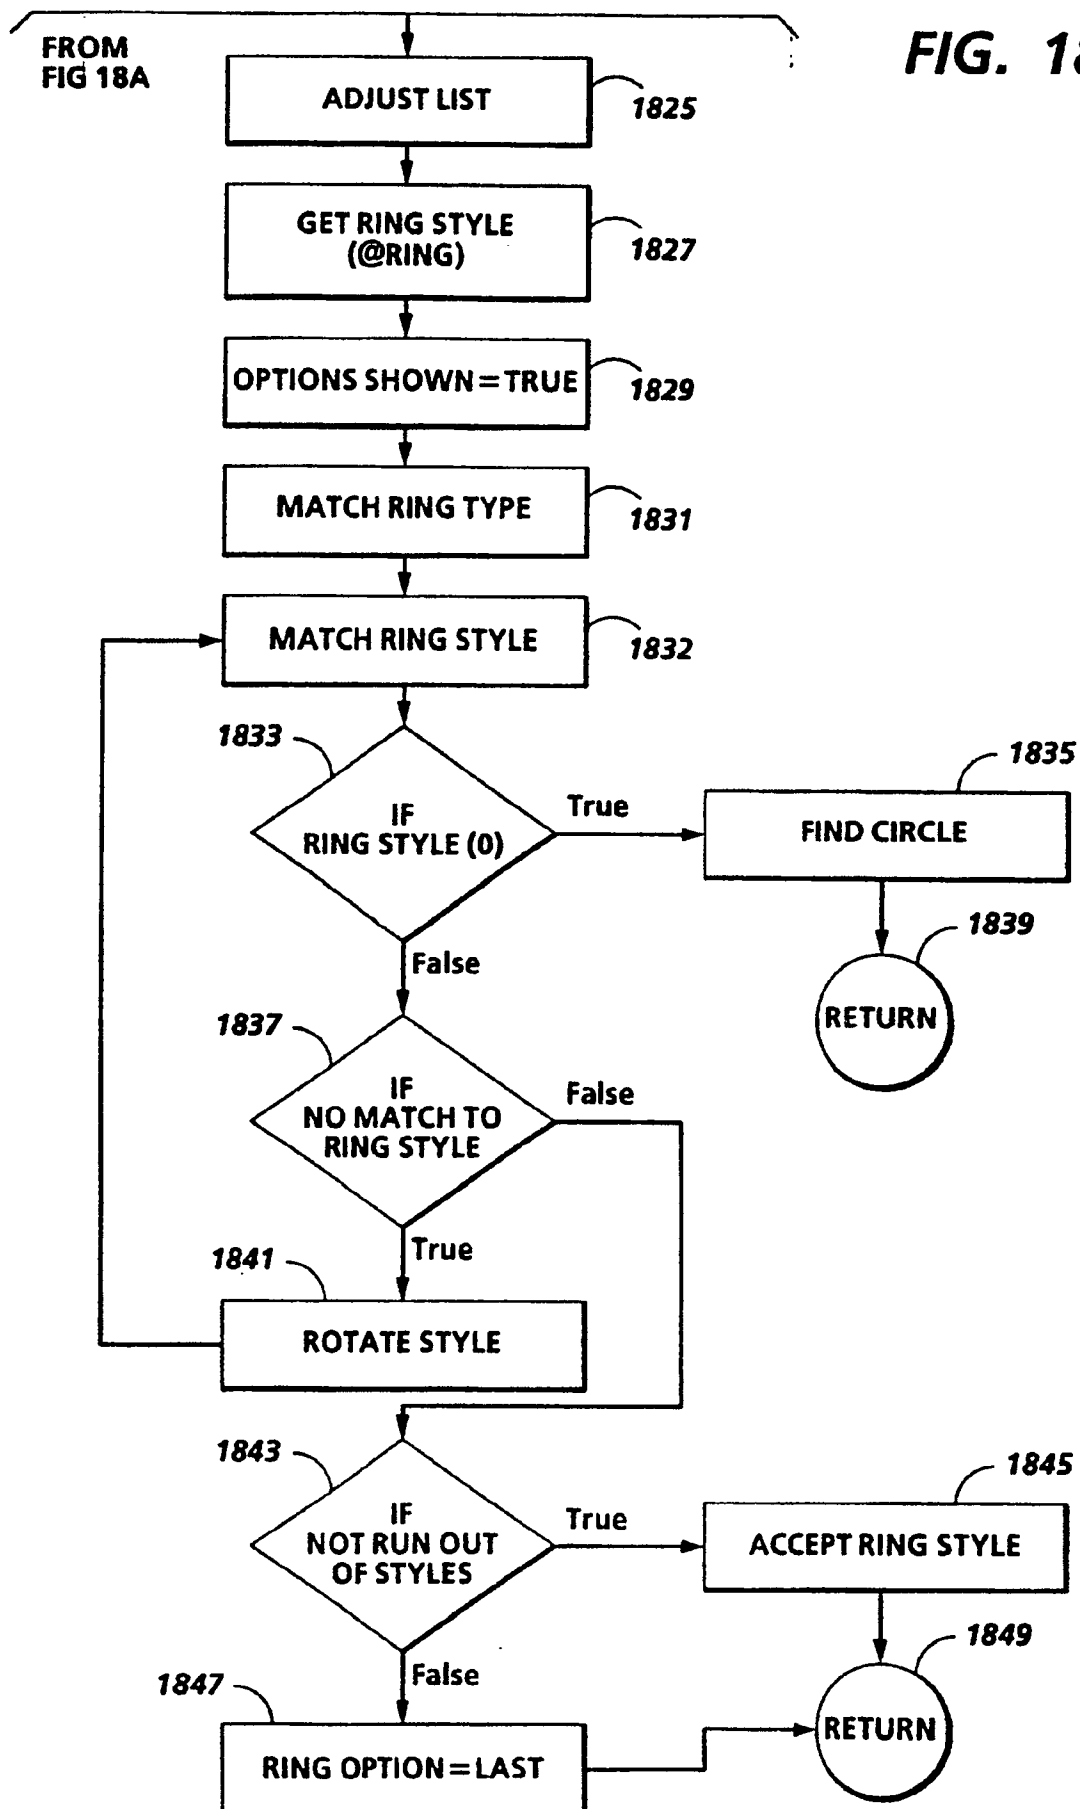 FROM
FIG 18A
FIG. 18
ADJUST LIST
1825
GET RING STYLE
(@RING)
1827
OPTIONS SHOWN=TRUE
1829
MATCH RING TYPE
1831
MATCH RING STYLE
1832
1833
IF
RING STYLE (0)
True
1835
FIND CIRCLE
False
1839
RETURN
1837
IF
NO MATCH TO
RING STYLE
False
True
1841
ROTATE STYLE
1843
IF
NOT RUN OUT
OF STYLES
True
1845
ACCEPT RING STYLE
False
1849
RETURN
1847
RING OPTION=LAST